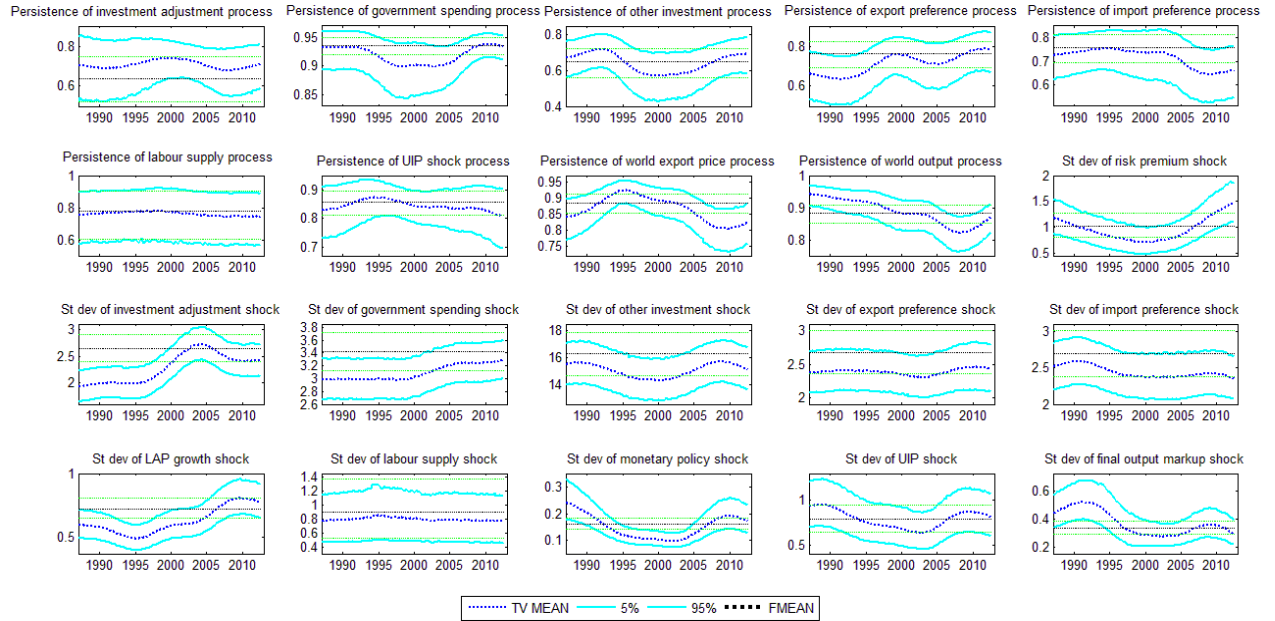 Persistence of investment adjustment process
Persistence of government spending process
Persistence of other investment process
Persistence of export preference process
Persistence of import preference process
0.8
0.6
1990 1995 2000 2005 2010
0.95
0.9
0.85
1990 1995 2000 2005 2010
0.8
0.6
0.4
1990 1995 2000 2005 2010
0.8
0.6
1990 1995 2000 2005 2010
0.8
0.6
1990 1995 2000 2005 2010
Persistence of labour supply process
Persistence of UIP shock process
Persistence of world export price process
Persistence of world output process
St dev of risk premium shock
1
0.8
0.6
1990 1995 2000 2005 2010
0.9
0.8
0.7
1990 1995 2000 2005 2010
0.95
0.9
0.85
0.8
0.75
1990 1995 2000 2005 2010
1
0.9
0.8
1990 1995 2000 2005 2010
2
1.5
1
0.5
1990 1995 2000 2005 2010
St dev of investment adjustment shock
St dev of government spending shock
St dev of other investment shock
St dev of export preference shock
St dev of import preference shock
3
2.5
2
1990 1995 2000 2005 2010
3.8
3.6
3.4
3.2
3
2.8
2.6
1990 1995 2000 2005 2010
18
16
14
1990 1995 2000 2005 2010
3
2.5
2
1990 1995 2000 2005 2010
3
2.5
2
1990 1995 2000 2005 2010
St dev of LAP growth shock
St dev of labour supply shock
St dev of monetary policy shock
St dev of UIP shock
St dev of final output markup shock
1
0.5
1990 1995 2000 2005 2010
1.4
1.2
1
0.8
0.6
0.4
1990 1995 2000 2005 2010
0.3
0.2
0.1
1990 1995 2000 2005 2010
1
0.5
1990 1995 2000 2005 2010
0.6
0.4
0.2
1990 1995 2000 2005 2010
TV MEAN 5% 95% FMEAN